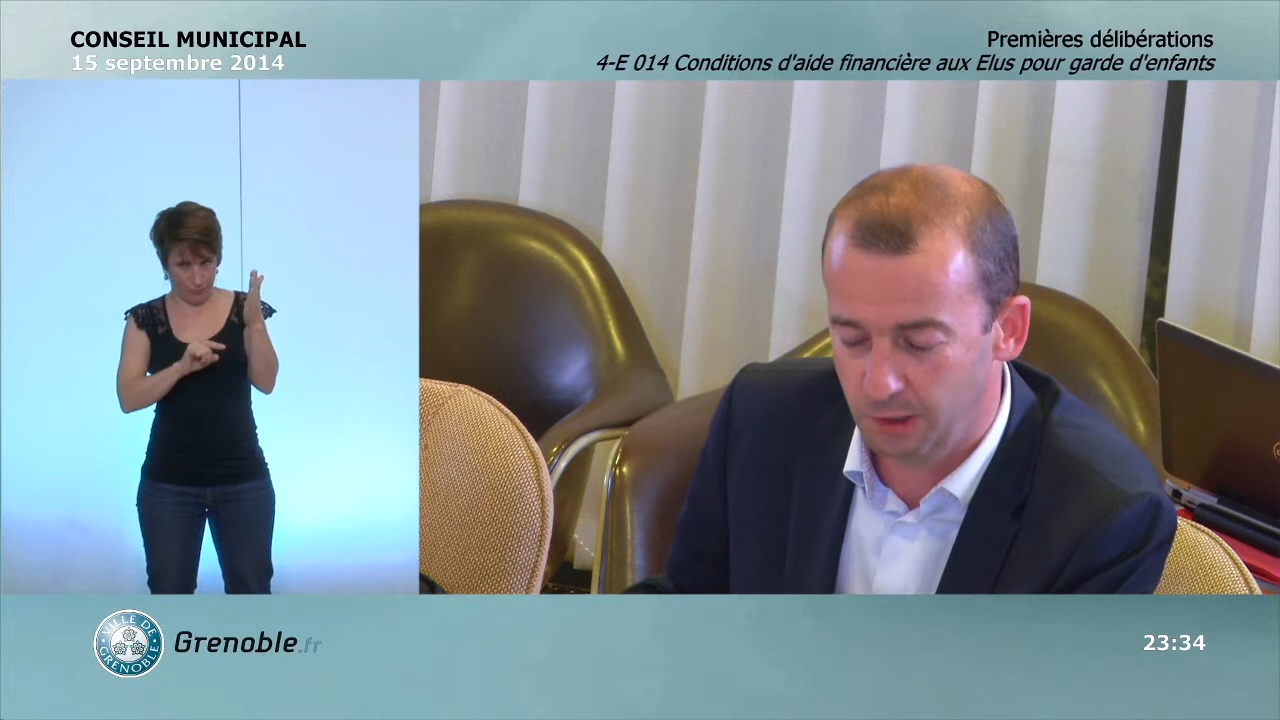 CONSEIL MUNICIPAL
15 septembre 2014
Premières délibérations
4-E 014 Conditions d'aide financière aux Elus pour garde d'enfants
VILLE DE GRENOBLE
Grenoble.fr
23:34